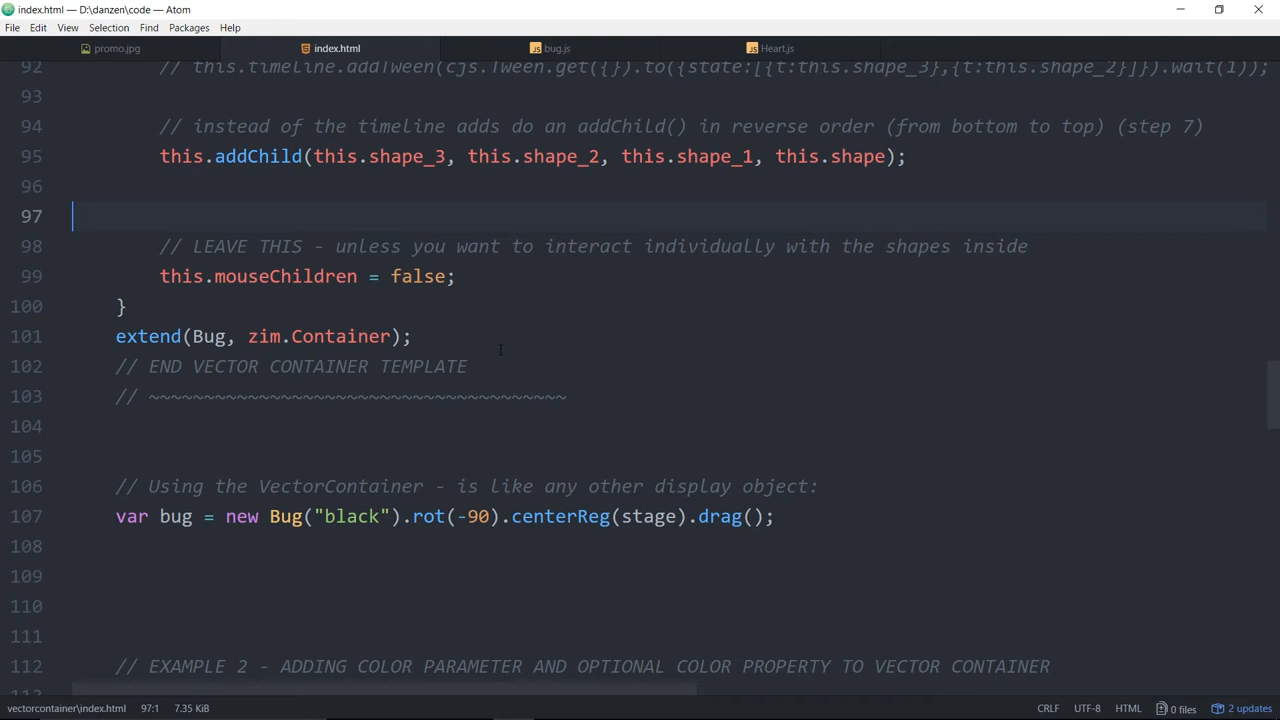 index.html — D:\danzen\code — Atom
File Edit View Selection Find Packages Help
promo.jpg index.html bug.js Heart.js
92 // this.timeline.addTween(cjs.Tween.get({}).to({state:[{t:this.shape_3},{t:this.shape_2}]}).wait(1));
93
94 // instead of the timeline adds do an addChild() in reverse order (from bottom to top) (step 7)
95 this.addChild(this.shape_3, this.shape_2, this.shape_1, this.shape);
96
97
98 // LEAVE THIS - unless you want to interact individually with the shapes inside
99 this.mouseChildren = false;
100 }
101 extend(Bug, zim.Container);
102 // END VECTOR CONTAINER TEMPLATE
103 // ~~~~~~~~~~~~~~~~~~~~~~~~~~~~~~~~~~~~~~
104
105
106 // Using the VectorContainer - is like any other display object:
107 var bug = new Bug("black").rot(-90).centerReg(stage).drag();
108
109
110
111
112 // EXAMPLE 2 - ADDING COLOR PARAMETER AND OPTIONAL COLOR PROPERTY TO VECTOR CONTAINER
113
vectorcontainer\index.html 97:1 7.35 KiB CRLF UTF-8 HTML 0 files 2 updates